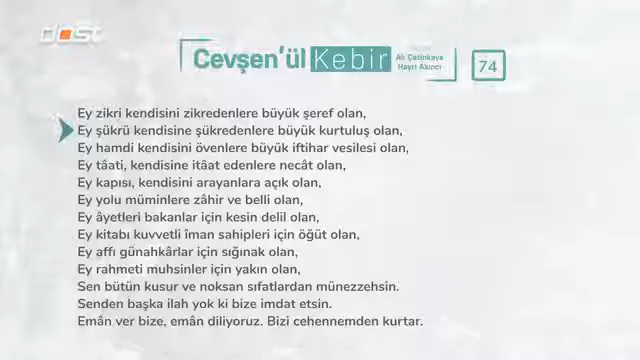 dost
Cevşen'ül Kebir
Ali Çetinkaya
Hayri Akıncı
74
Ey zikri kendisini zikredenlere büyük şeref olan,
Ey şükrü kendisine şükredenlere büyük kurtuluş olan,
Ey hamdi kendisini övenlere büyük iftihar vesilesi olan,
Ey tâati, kendisine itâat edenlere necât olan,
Ey kapısı, kendisini arayanlara açık olan,
Ey yolu müminlere zâhir ve belli olan,
Ey âyetleri bakanlar için kesin delil olan,
Ey kitabı kuvvetli îman sahipleri için öğüt olan,
Ey affı günahkârlar için sığınak olan,
Ey rahmeti muhsinler için yakın olan,
Sen bütün kusur ve noksan sıfatlardan münezzehsin.
Senden başka ilah yok ki bize imdat etsin.
Emân ver bize, emân diliyoruz. Bizi cehennemden kurtar.